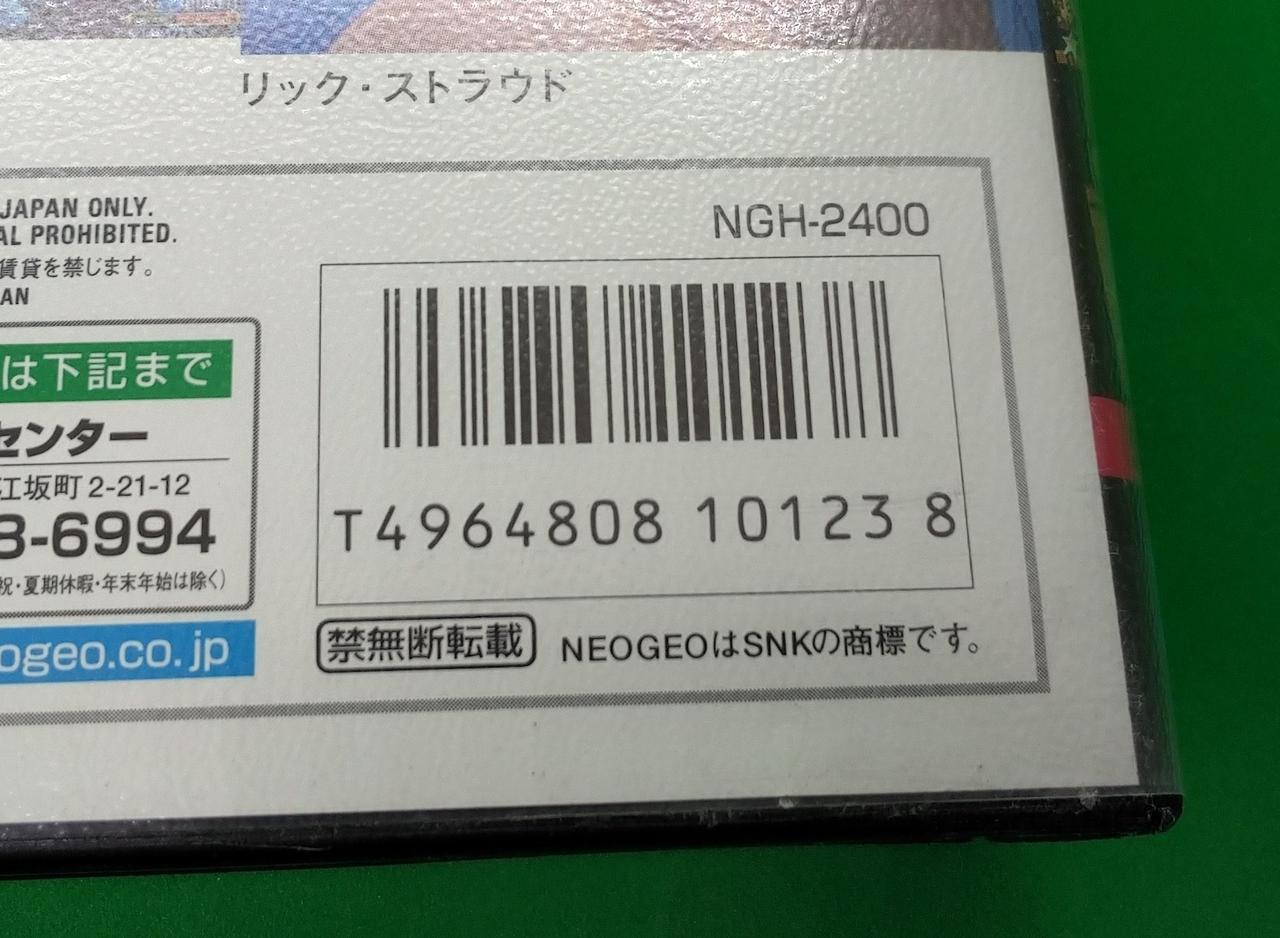 リック・ストラウド
JAPAN ONLY.
AL PROHIBITED.
賃貸を禁じます。
AN
は下記まで
センター
江坂町 2-21-12
8-6994
祝・夏期休暇・年末年始は除く）
ogeo.co.jp
NGH-2400
T4964808 10123 8
禁無断転載 NEOGEOはSNKの商標です。